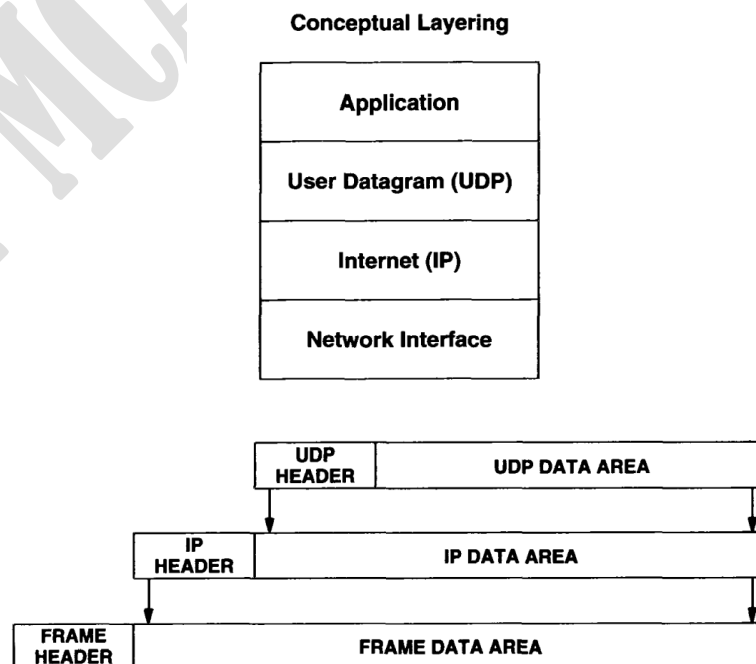 Conceptual Layering
Application
User Datagram (UDP)
Internet (IP)
Network Interface
UDP
HEADER
UDP DATA AREA
IP
HEADER
IP DATA AREA
FRAME
HEADER
FRAME DATA AREA